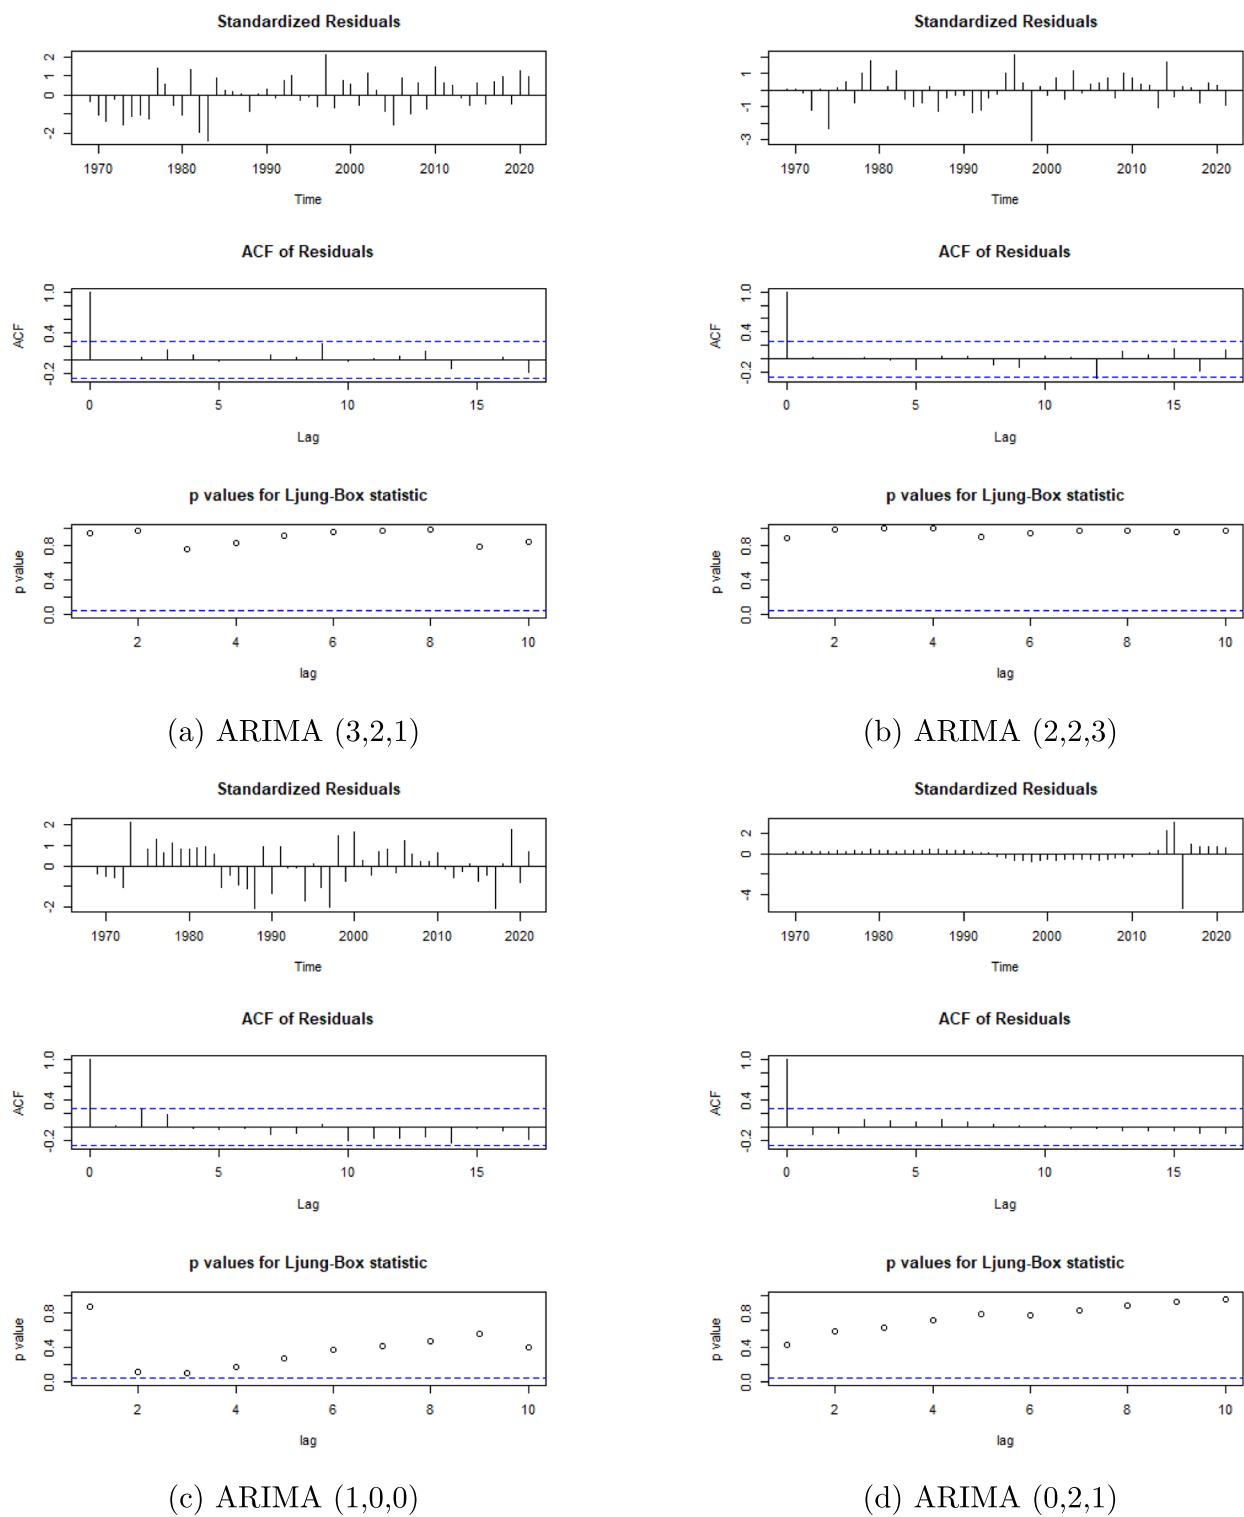 Standardized Residuals
2
1
0
-2
1970 1980 1990 2000 2010 2020
Time
ACF of Residuals
ACF
1.0
0.4
-0.2
0 5 10 15
Lag
p values for Ljung-Box statistic
p value
0.8
0.4
0.0
2 4 6 8 10
lag
(a) ARIMA (3,2,1)
Standardized Residuals
1
-1
-3
1970 1980 1990 2000 2010 2020
Time
ACF of Residuals
ACF
1.0
0.4
-0.2
0 5 10 15
Lag
p values for Ljung-Box statistic
p value
0.8
0.4
0.0
2 4 6 8 10
lag
(b) ARIMA (2,2,3)
Standardized Residuals
2
1
0
-2
1970 1980 1990 2000 2010 2020
Time
ACF of Residuals
ACF
1.0
0.4
-0.2
0 5 10 15
Lag
p values for Ljung-Box statistic
p value
0.8
0.4
0.0
2 4 6 8 10
lag
(c) ARIMA (1,0,0)
Standardized Residuals
2
0
-4
1970 1980 1990 2000 2010 2020
Time
ACF of Residuals
ACF
1.0
0.4
-0.2
0 5 10 15
Lag
p values for Ljung-Box statistic
p value
0.8
0.4
0.0
2 4 6 8 10
lag
(d) ARIMA (0,2,1)